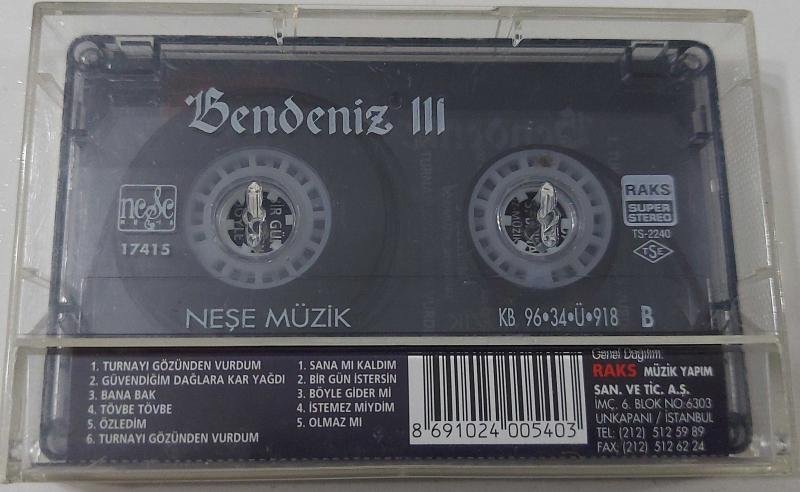 Bendeniz III
neşe
17415
RAKS
SUPER
STEREO
TS-2240
TSE
NEŞE MÜZİK
KB 96•34•Ü•918 B
1. TURNAYI GÖZÜNDEN VURDUM
2. GÜVENDİĞİM DAĞLARA KAR YAĞDI
3. BANA BAK
4. TÖVBE TÖVBE
5. ÖZLEDİM
6. TURNAYI GÖZÜNDEN VURDUM
1. SANA MI KALDIM
2. BİR GÜN İSTERSİN
3. BÖYLE GİDER Mİ
4. İSTEMEZ MİYDİM
5. OLMAZ MI
8 691024 005403
Genel Dağıtım:
RAKS MÜZİK YAPIM
SAN. VE TİC. A.Ş.
İMÇ. 6. BLOK NO:6303
UNKAPANI / İSTANBUL
TEL: (212) 512 59 89
FAX: (212) 512 62 24